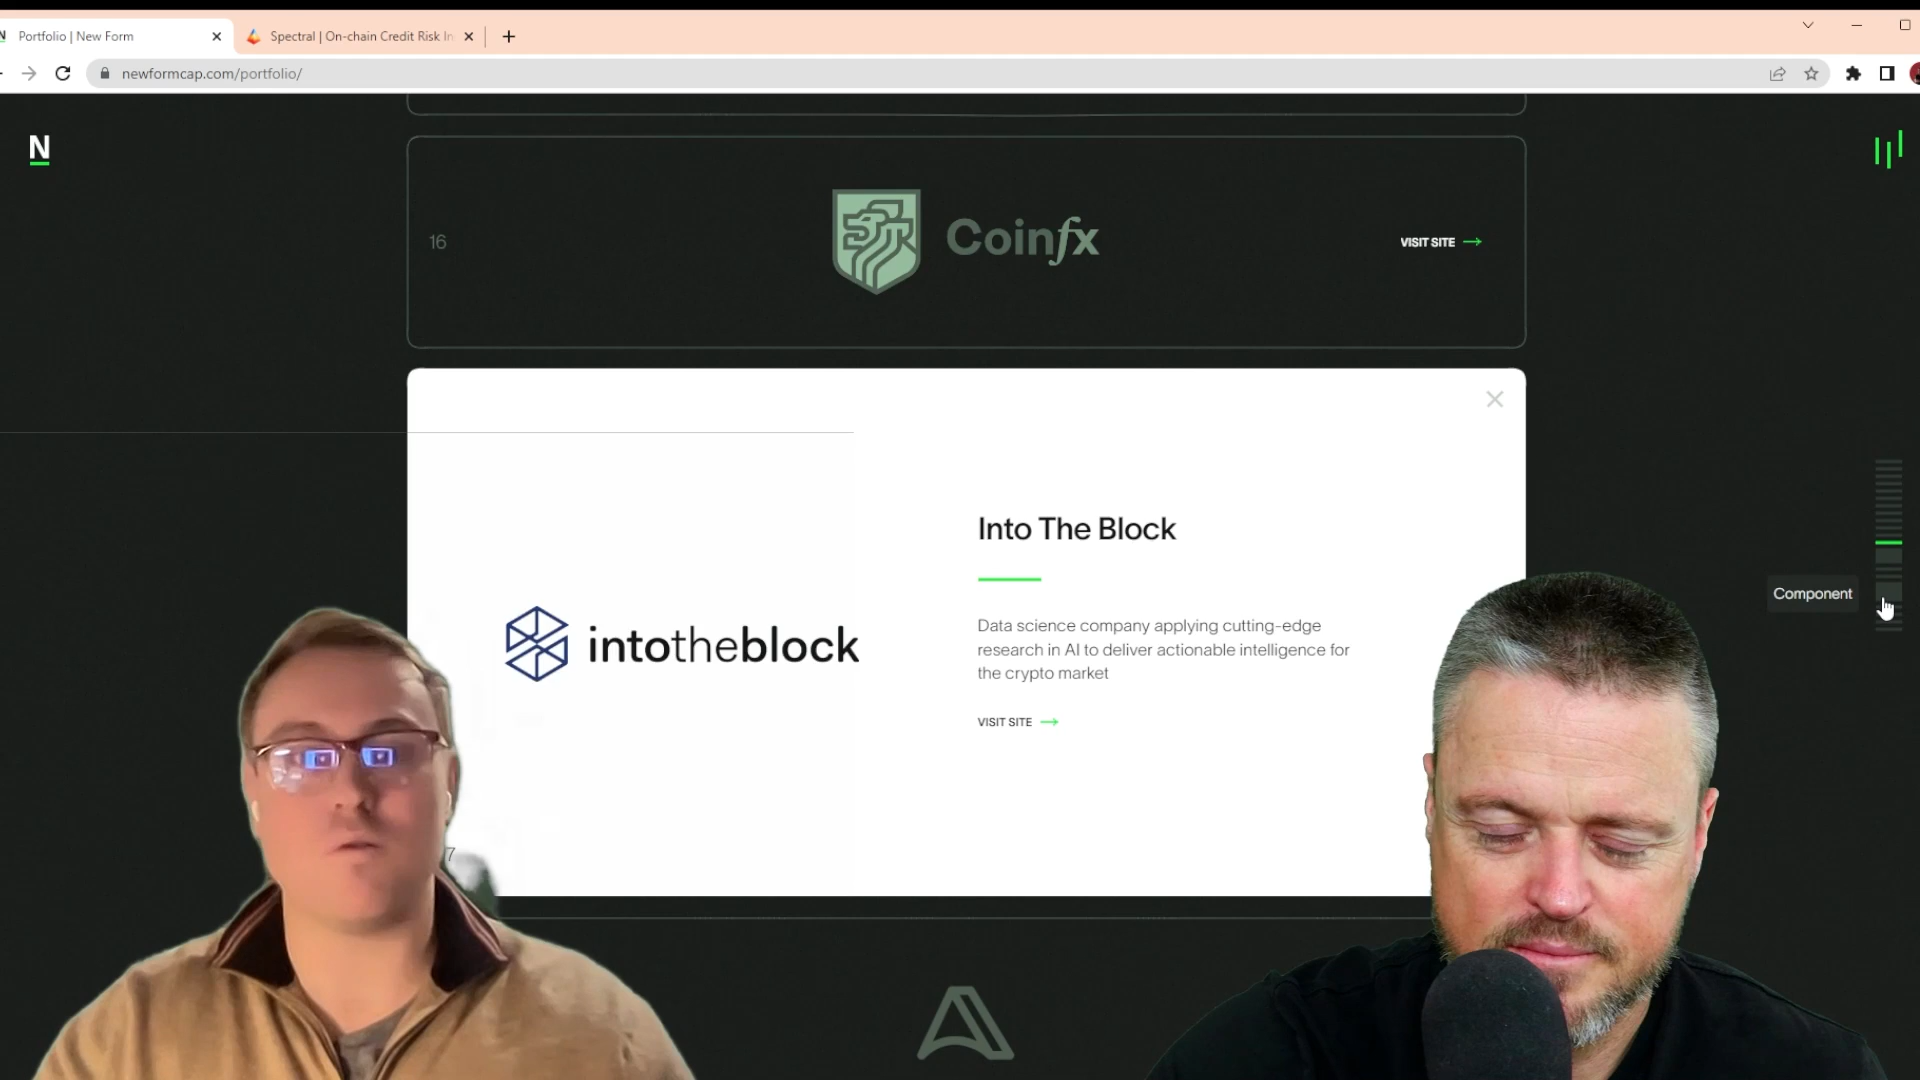 N Portfolio | New Form
Spectral | On-chain Credit Risk In
newformcap.com/portfolio/
N
16
Coinfx
VISIT SITE
Into The Block
intotheblock
Data science company applying cutting-edge
research in AI to deliver actionable intelligence for
the crypto market
VISIT SITE
Component
7